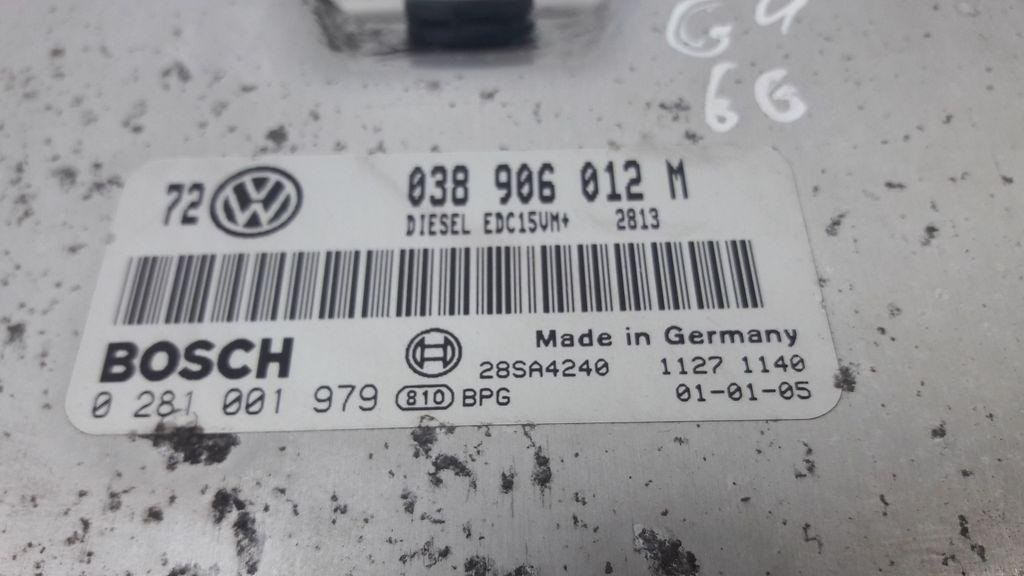 G4
6G
72 VW 038 906 012 M
DIESEL EDC15VM+ 2813
Made in Germany
BOSCH 28SA4240 1127 1140
0 281 001 979 810 BPG 01-01-05